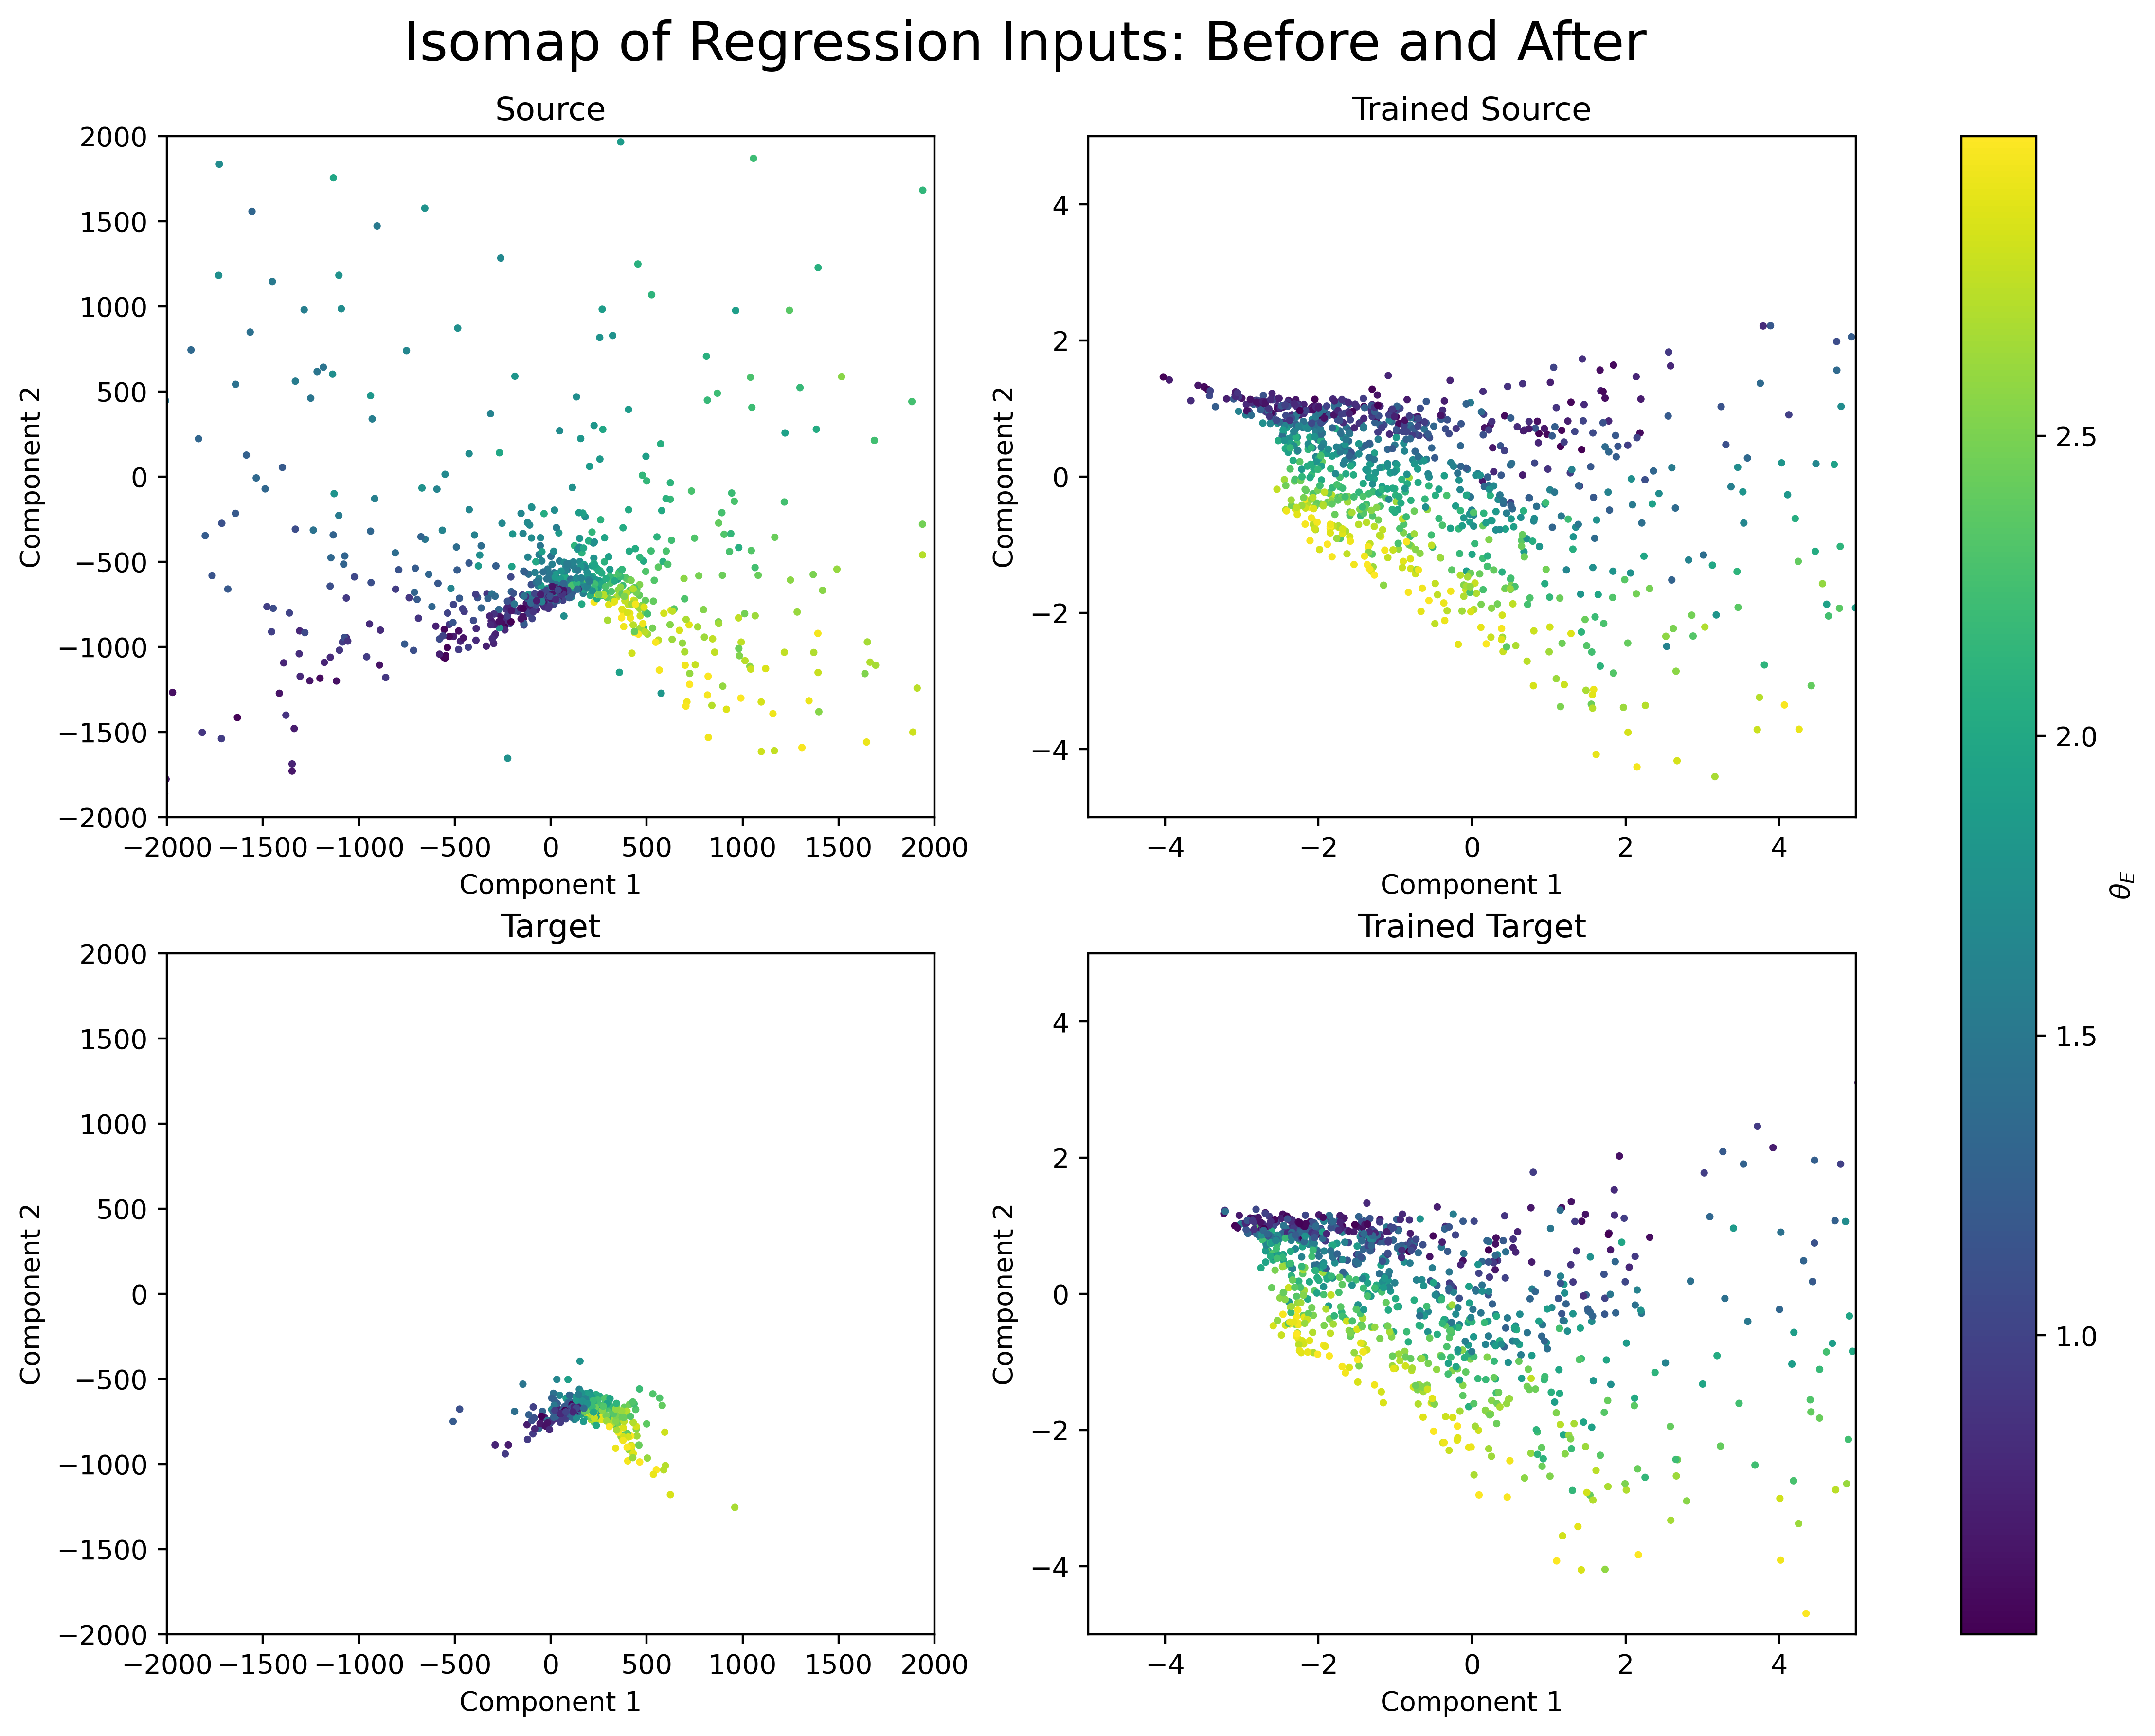 Isomap of Regression Inputs: Before and After
Source
2000
1500
1000
500
0
−500
−1000
−1500
−2000
Component 2
−2000 −1500 −1000 −500 0 500 1000 1500 2000
Component 1
Trained Source
4
2
0
−2
−4
Component 2
−4 −2 0 2 4
Component 1
Target
2000
1500
1000
500
0
−500
−1000
−1500
−2000
Component 2
−2000 −1500 −1000 −500 0 500 1000 1500 2000
Component 1
Trained Target
4
2
0
−2
−4
Component 2
−4 −2 0 2 4
Component 1
2.5
2.0
1.5
1.0
θ_E